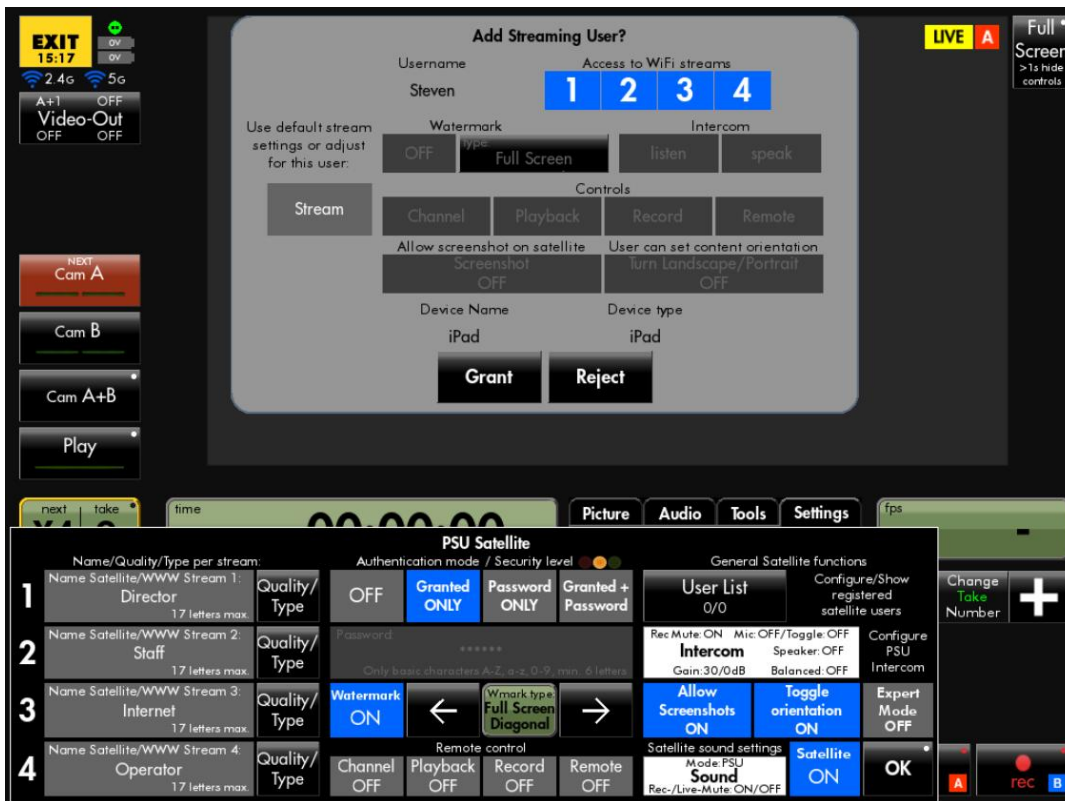 EXIT
15:17
0V
0V
2.4G 5G
A+1 OFF
Video-Out
OFF OFF
LIVE A
Full
Screen
>1s hide
controls
Add Streaming User?
Username
Access to WiFi streams
Steven
1 2 3 4
Use default stream
settings or adjust
for this user:
Stream
Watermark
Intercom
OFF
Type:
Full Screen
listen
speak
Controls
Channel
Playback
Record
Remote
Allow screenshot on satellite
User can set content orientation
Screenshot
OFF
Turn Landscape/Portrait
OFF
Device Name
Device type
iPad
iPad
Grant
Reject
NEXT
Cam A
Cam B
Cam A+B
Play
next take
time
00:00:00
Picture
Audio
Tools
Settings
fps
-
PSU Satellite
Name/Quality/Type per stream:
Authentication mode / Security level
General Satellite functions
1
Name Satellite/WWW Stream 1:
Director
17 letters max.
Quality/
Type
OFF
Granted
ONLY
Password
ONLY
Granted +
Password
User List
0/0
Configure/Show
registered
satellite users
2
Name Satellite/WWW Stream 2:
Staff
17 letters max.
Quality/
Type
Password:
••••••
Only basic characters A-Z, a-z, 0-9, min. 6 letters
Rec Mute: ON Mic: OFF/Toggle: OFF
Intercom Speaker: OFF
Gain: 30/0dB Balanced: OFF
Configure
PSU
Intercom
3
Name Satellite/WWW Stream 3:
Internet
17 letters max.
Quality/
Type
Watermark
ON
←
Wmark type:
Full Screen
Diagonal
→
Allow
Screenshots
ON
Toggle
orientation
ON
Expert
Mode
OFF
4
Name Satellite/WWW Stream 4:
Operator
17 letters max.
Quality/
Type
Remote control
Channel
OFF
Playback
OFF
Record
OFF
Remote
OFF
Satellite sound settings
Mode: PSU
Sound
Rec-/Live-Mute: ON/OFF
Satellite
ON
OK
Change
Take
Number
+
A
rec B